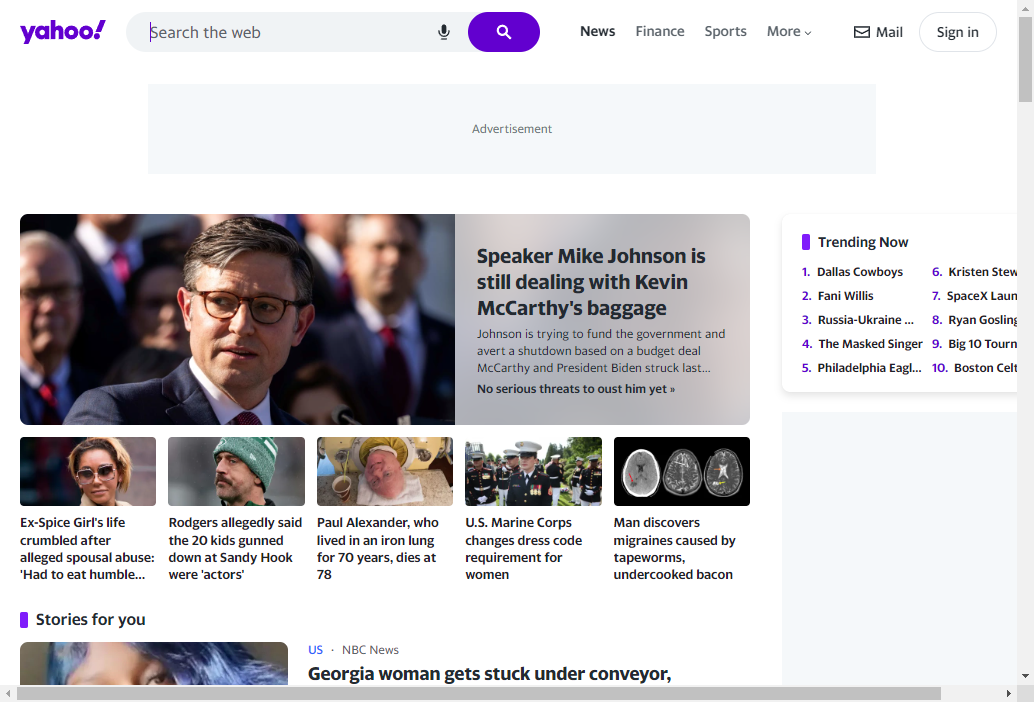 yahoo!
Search the web
News
Finance
Sports
More
Mail
Sign in
Advertisement
Speaker Mike Johnson is
still dealing with Kevin
McCarthy's baggage
Johnson is trying to fund the government and
avert a shutdown based on a budget deal
McCarthy and President Biden struck last...
No serious threats to oust him yet »
Trending Now
1. Dallas Cowboys
2. Fani Willis
3. Russia-Ukraine ...
4. The Masked Singer
5. Philadelphia Eagl...
6. Kristen Stew
7. SpaceX Laun
8. Ryan Gosling
9. Big 10 Tourn
10. Boston Celt
Ex-Spice Girl's life
crumbled after
alleged spousal abuse:
'Had to eat humble...
Rodgers allegedly said
the 20 kids gunned
down at Sandy Hook
were 'actors'
Paul Alexander, who
lived in an iron lung
for 70 years, dies at
78
U.S. Marine Corps
changes dress code
requirement for
women
Man discovers
migraines caused by
tapeworms,
undercooked bacon
Stories for you
US · NBC News
Georgia woman gets stuck under conveyor,